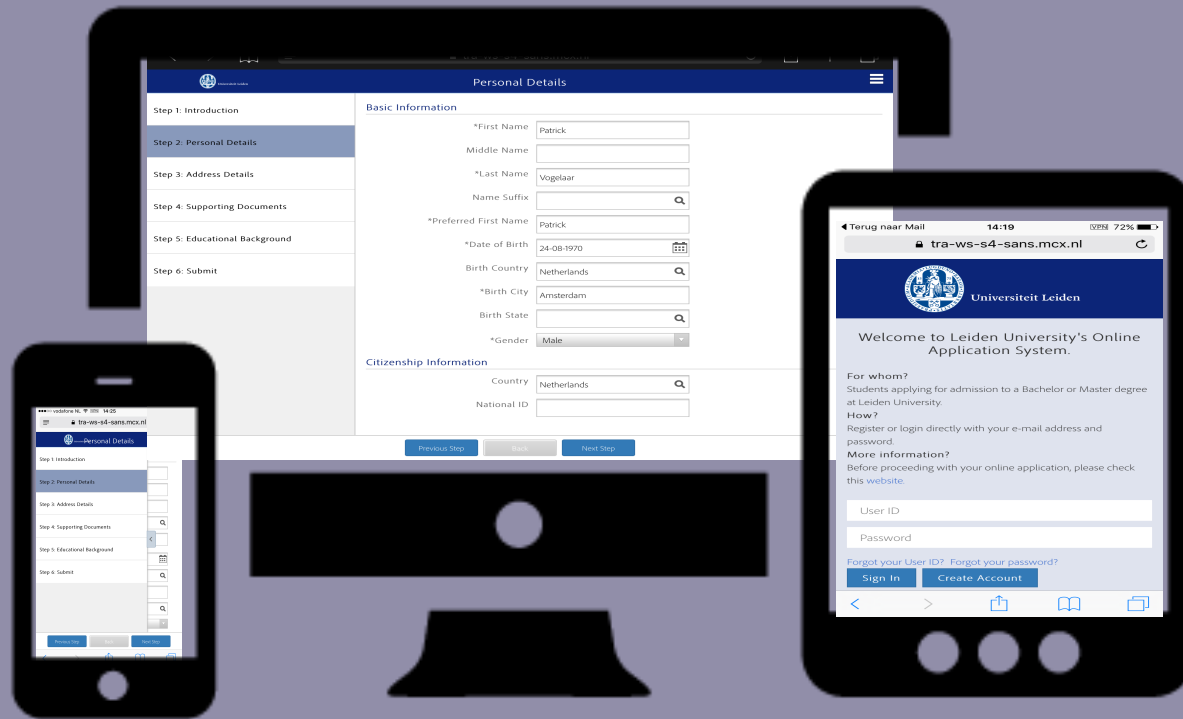 Personal Details
Step 1: Introduction
Step 2: Personal Details
Step 3: Address Details
Step 4: Supporting Documents
Step 5: Educational Background
Step 6: Submit
Basic Information
*First Name Patrick
Middle Name
*Last Name Vogelaar
Name Suffix
*Preferred First Name Patrick
*Date of Birth 24-08-1970
Birth Country Netherlands
*Birth City Amsterdam
Birth State
*Gender Male
Citizenship Information
Country Netherlands
National ID
Previous Step Back Next Step
vodafone NL 14:25
tra-ws-s4-sans.mcx.nl
Personal Details
Step 1: Introduction
Step 2: Personal Details
Step 3: Address Details
Step 4: Supporting Documents
Step 5: Educational Background
Step 6: Submit
Previous Step Back Next Step
Terug naar Mail 14:19 VPN 72%
tra-ws-s4-sans.mcx.nl
Universiteit Leiden
Welcome to Leiden University's Online
Application System.
For whom?
Students applying for admission to a Bachelor or Master degree
at Leiden University.
How?
Register or login directly with your e-mail address and
password.
More information?
Before proceeding with your online application, please check
this website.
User ID
Password
Forgot your User ID? Forgot your password?
Sign In Create Account